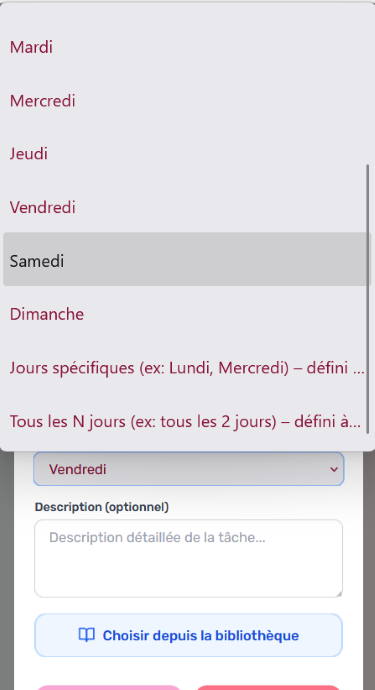 Mardi
Mercredi
Jeudi
Vendredi
Samedi
Dimanche
Jours spécifiques (ex: Lundi, Mercredi) – défini ...
Tous les N jours (ex: tous les 2 jours) – défini à...
Vendredi
Description (optionnel)
Description détaillée de la tâche...
Choisir depuis la bibliothèque